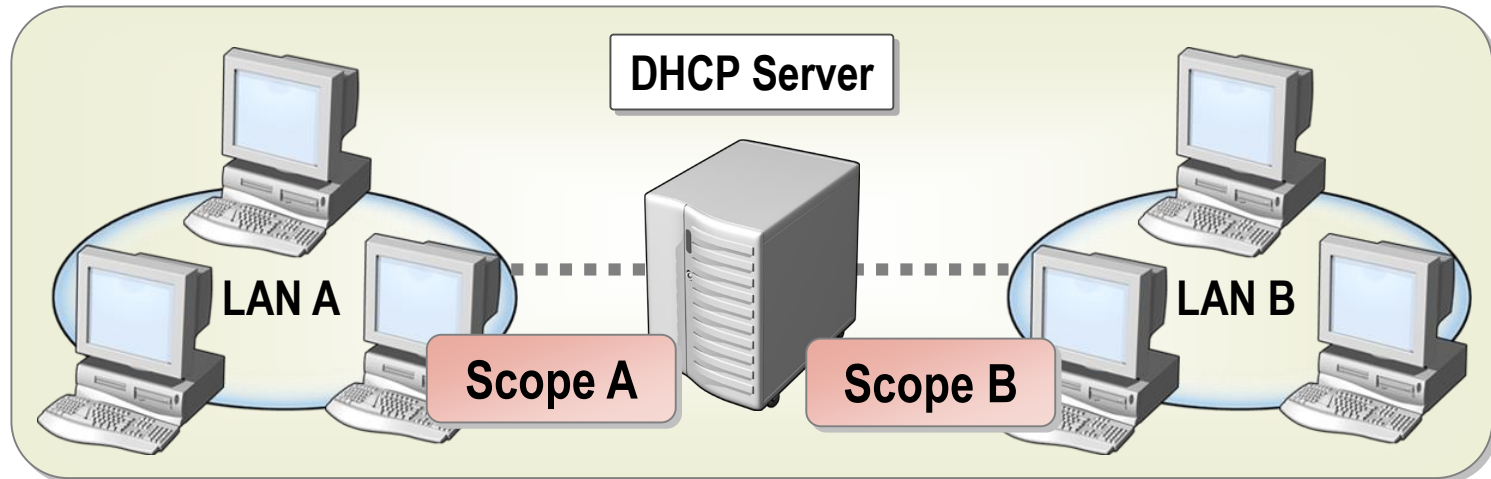 DHCP Server
LAN A
LAN B
Scope A
Scope B